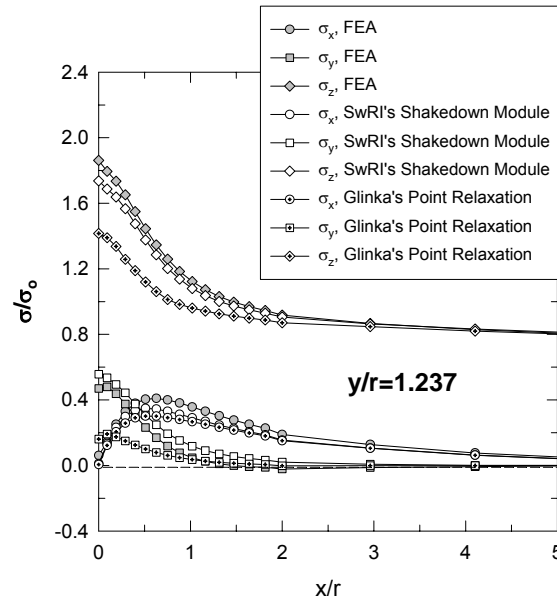 σx, FEA
σy, FEA
σz, FEA
σx, SwRI's Shakedown Module
σy, SwRI's Shakedown Module
σz, SwRI's Shakedown Module
σx, Glinka's Point Relaxation
σy, Glinka's Point Relaxation
σz, Glinka's Point Relaxation
2.4
2.0
1.6
1.2
0.8
0.4
0.0
-0.4
σ/σo
y/r=1.237
0
1
2
3
4
5
x/r